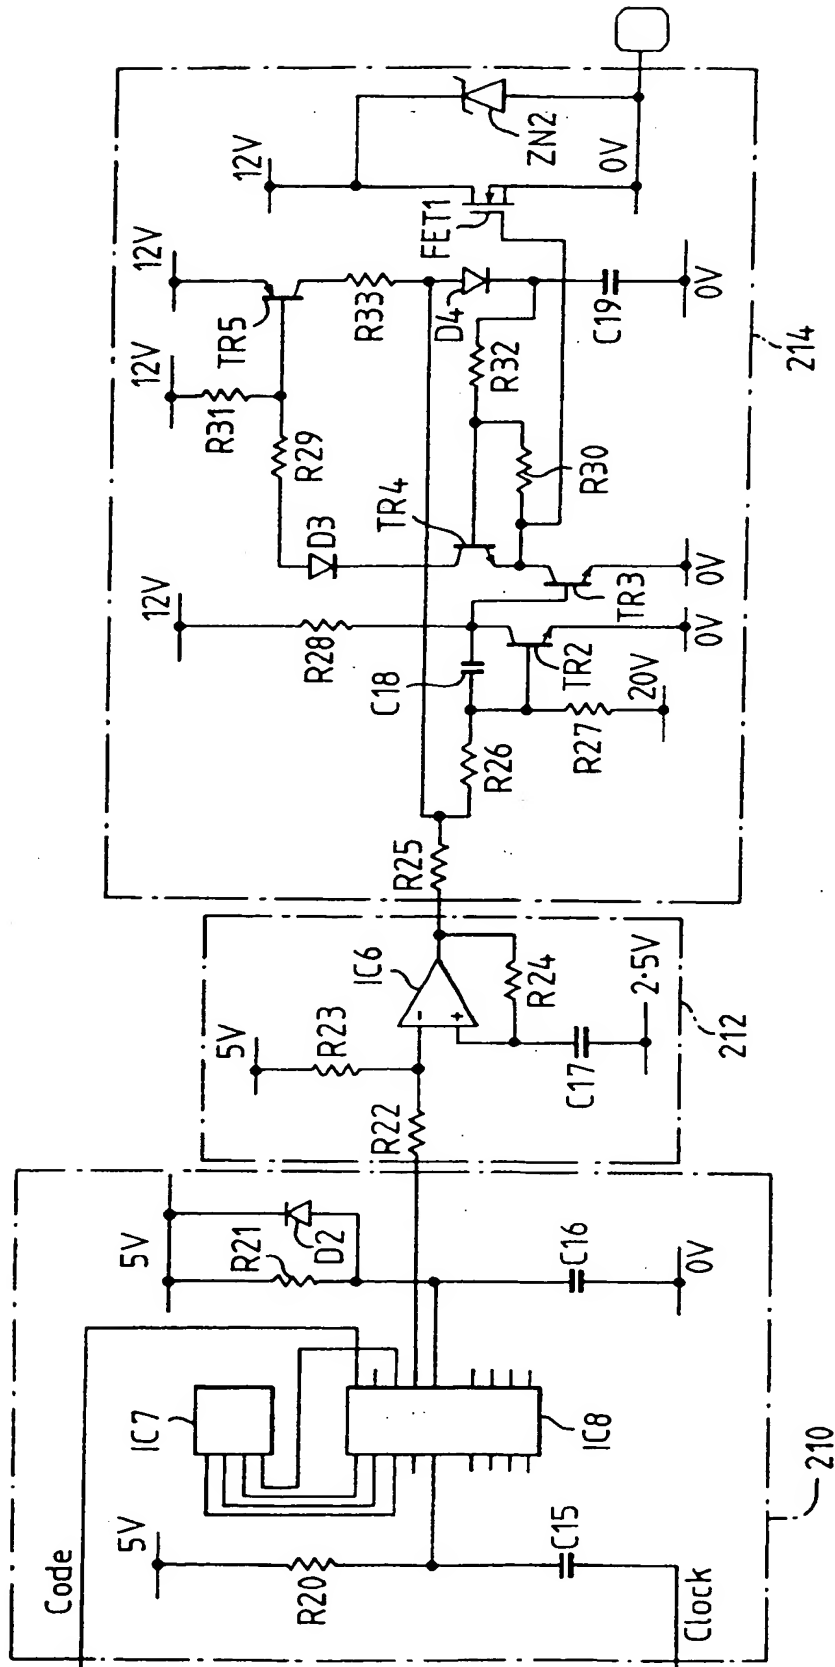 Code
Clock
5V
R20
C15
IC7
IC8
5V
R21
D2
C16
0V
210
R22
5V
R23
IC6
-
+
R24
C17
2·5V
212
R25
R26
C18
12V
R28
R27
20V
TR2
0V
D3
TR4
TR3
0V
R29
R30
12V
R31
R32
TR5
12V
R33
D4
C19
0V
FET1
12V
ZN2
0V
214